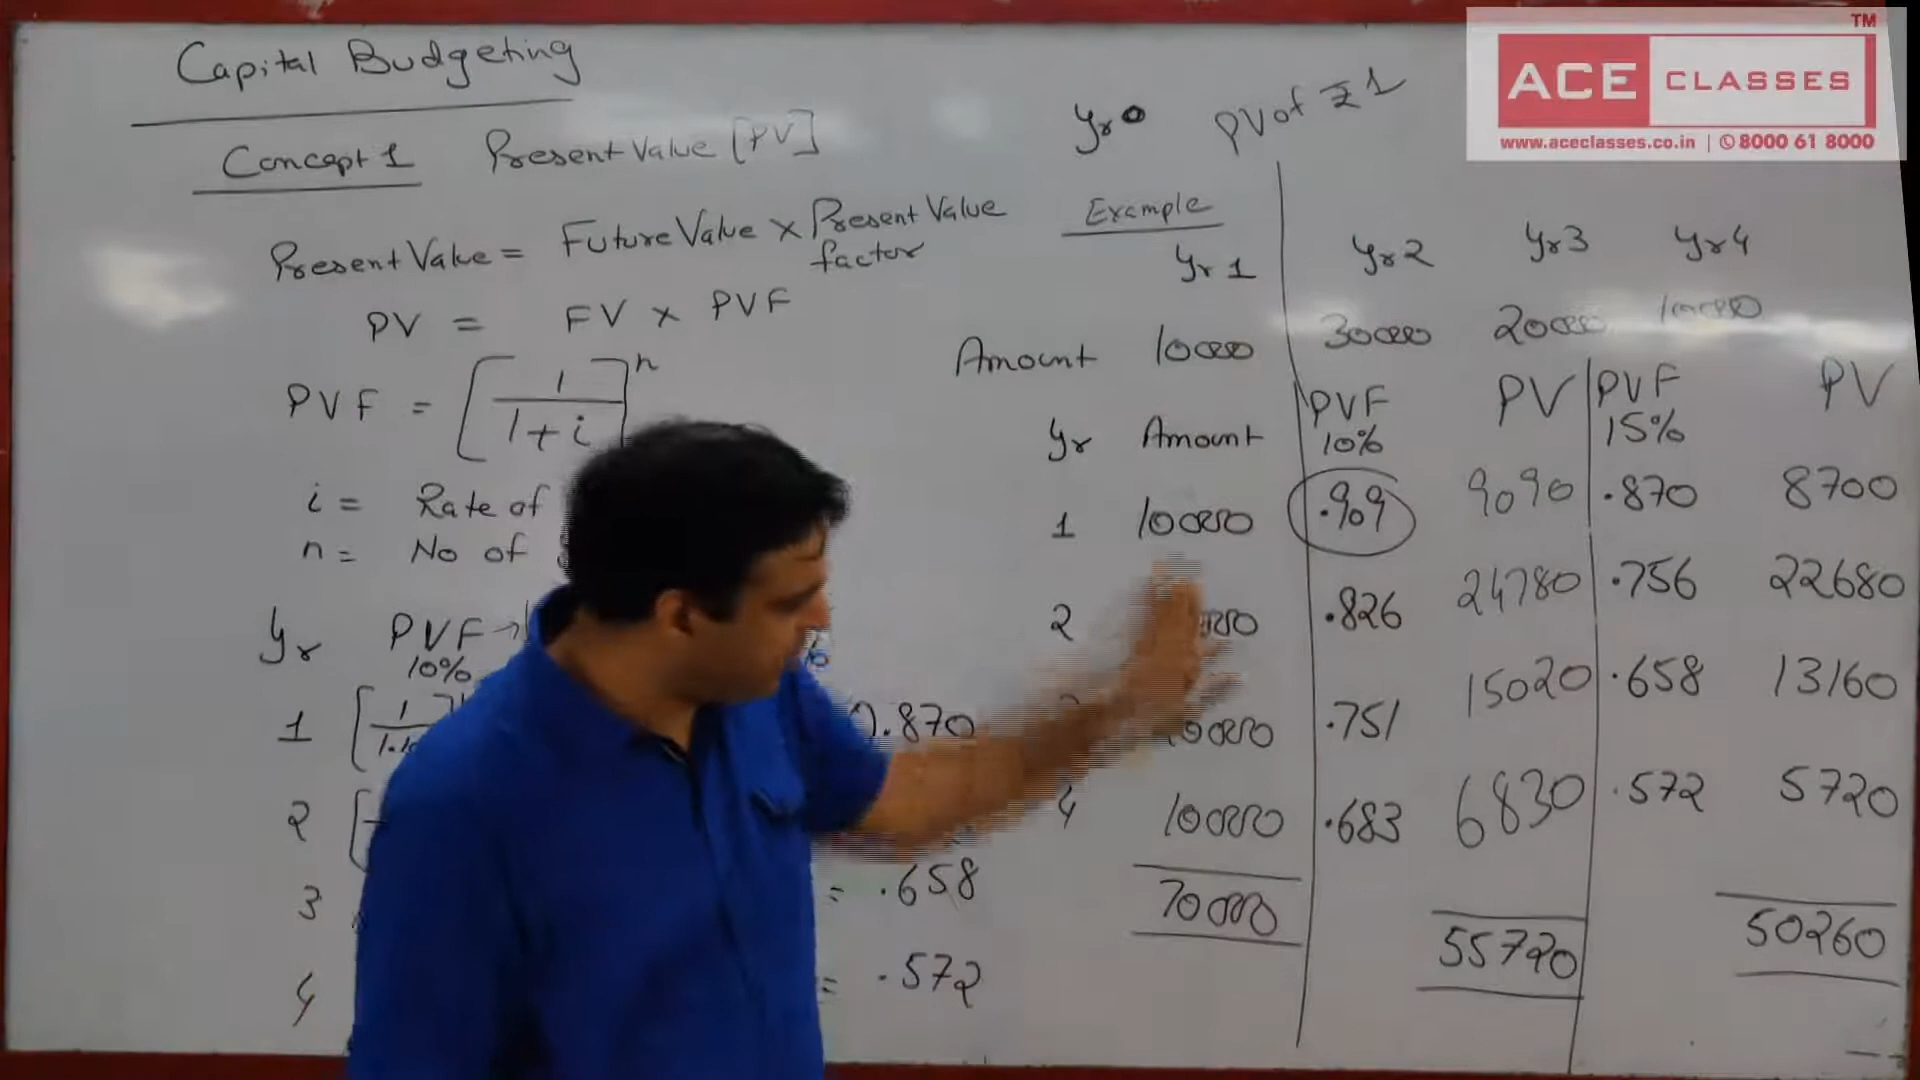 Capital Budgeting
Concept 1 Present Value [PV]
Present Value = Future Value x Present Value
factor
PV = FV x PVF
PVF = [1/1+i]n
i = Rate of
n = No of
Yr PVF
10%
1 0.870
2
3 = .658
4 = .572
Yr 0 PV of ₹1
Example
Yr 1 Yr 2 Yr 3 Yr 4
Amount 10000 30000 20000 10000
Yr Amount PVF 10% PV PVF 15% PV
1 10000 .909 9090 .870 8700
2 .826 24780 .756 22680
.751 15020 .658 13160
4 10000 .683 6830 .572 5720
70000 55720 50260
TM
ACE CLASSES
www.aceclasses.co.in | 8000 61 8000